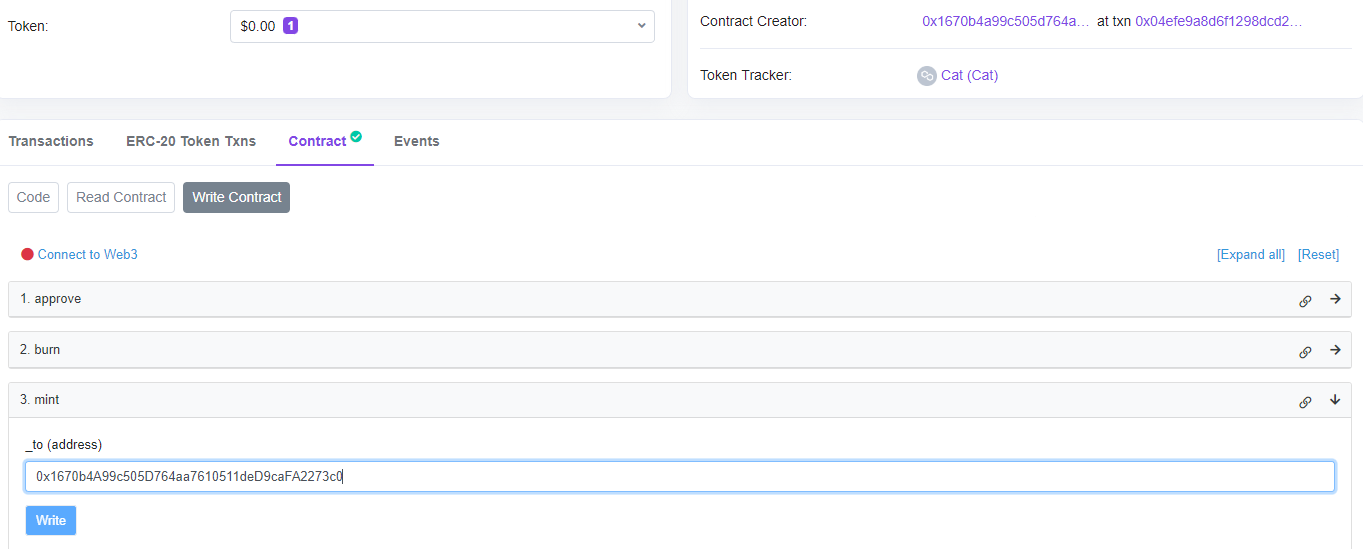 Token:
$0.00 1
Contract Creator:
0x1670b4a99c505d764a... at txn 0x04efe9a8d6f1298dcd2...
Token Tracker:
Cat (Cat)
Transactions
ERC-20 Token Txns
Contract
Events
Code
Read Contract
Write Contract
Connect to Web3
[Expand all]
[Reset]
1. approve
2. burn
3. mint
_to (address)
0x1670b4A99c505D764aa7610511deD9caFA2273c0
Write